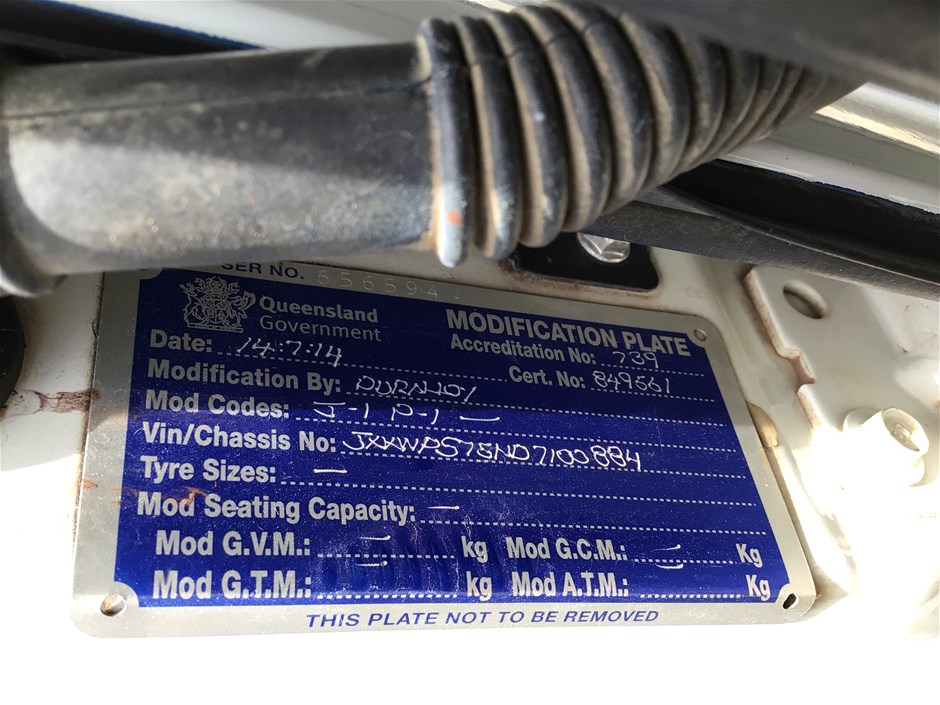 SER NO. 656594
Queensland
Government
MODIFICATION PLATE
Date: 14:7:14
Accreditation No: 739
Modification By:
Cert. No: 849561
Mod Codes: J-1 P-1 —
Vin/Chassis No:
Tyre Sizes: —
Mod Seating Capacity: —
Mod G.V.M.: — kg Mod G.C.M.: — Kg
Mod G.T.M.: — kg Mod A.T.M.: — Kg
THIS PLATE NOT TO BE REMOVED